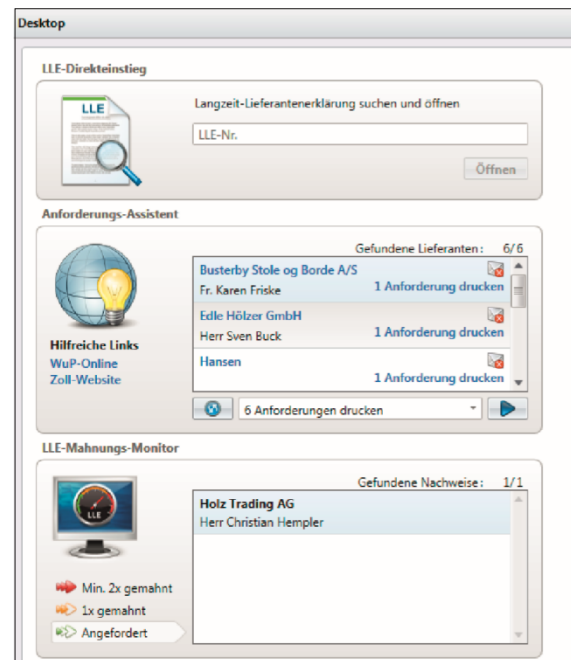 Desktop
LLE-Direkteinstieg
LLE
Langzeit-Lieferantenerklärung suchen und öffnen
LLE-Nr.
Öffnen
Anforderungs-Assistent
Gefundene Lieferanten: 6/6
Busterby Stole og Borde A/S
Fr. Karen Friske 1 Anforderung drucken
Edle Hölzer GmbH
Herr Sven Buck 1 Anforderung drucken
Hansen
1 Anforderung drucken
Hilfreiche Links
WuP-Online
Zoll-Website
6 Anforderungen drucken
LLE-Mahnungs-Monitor
Gefundene Nachweise: 1/1
LLE
Holz Trading AG
Herr Christian Hempler
Min. 2x gemahnt
1x gemahnt
Angefordert